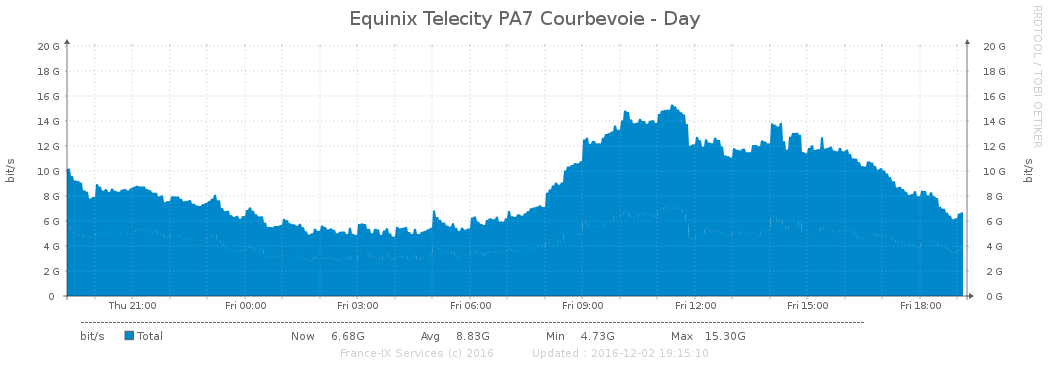 Equinix Telecity PA7 Courbevoie - Day
RRDTOOL / TOBI OETIKER
bit/s
20 G 20 G
18 G 18 G
16 G 16 G
14 G 14 G
12 G 12 G
10 G 10 G
8 G 8 G
6 G 6 G
4 G 4 G
2 G 2 G
0 0 G
bit/s
Thu 21:00 Fri 00:00 Fri 03:00 Fri 06:00 Fri 09:00 Fri 12:00 Fri 15:00 Fri 18:00
bit/s Total Now 6.68G Avg 8.83G Min 4.73G Max 15.30G
France-IX Services (c) 2016 Updated : 2016-12-02 19:15:10